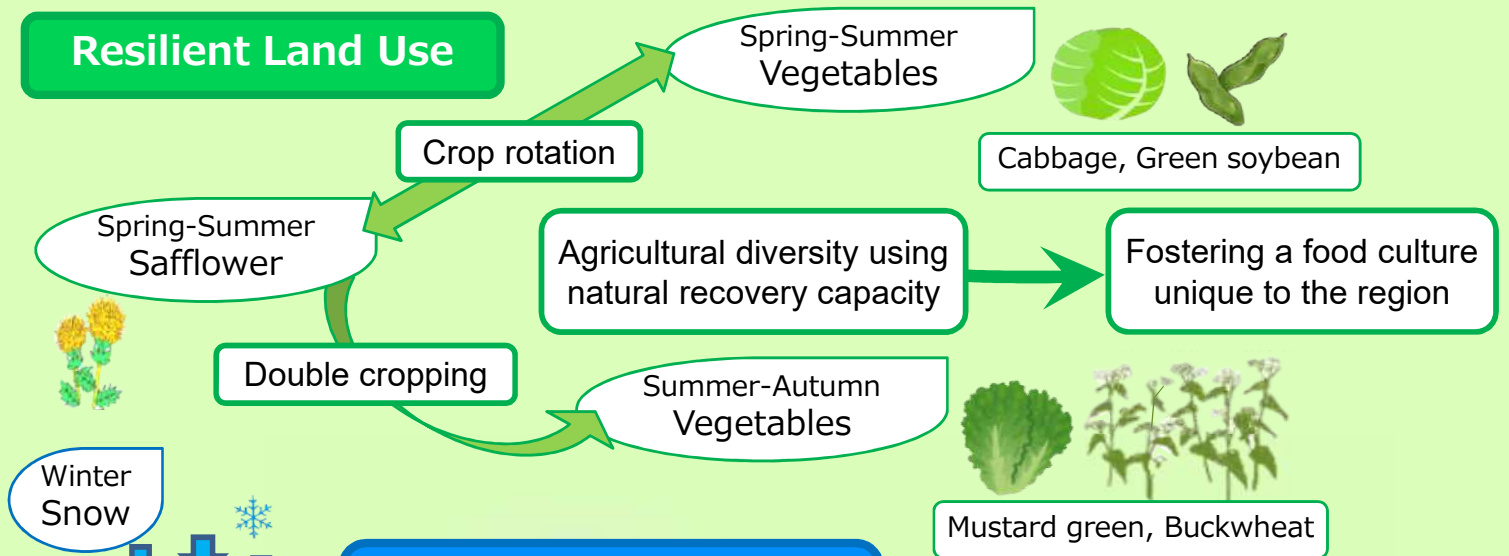 Resilient Land Use
Spring-Summer
Vegetables
Crop rotation
Cabbage, Green soybean
Spring-Summer
Safflower
Agricultural diversity using
natural recovery capacity
Fostering a food culture
unique to the region
Double cropping
Summer-Autumn
Vegetables
Winter
Snow
Mustard green, Buckwheat